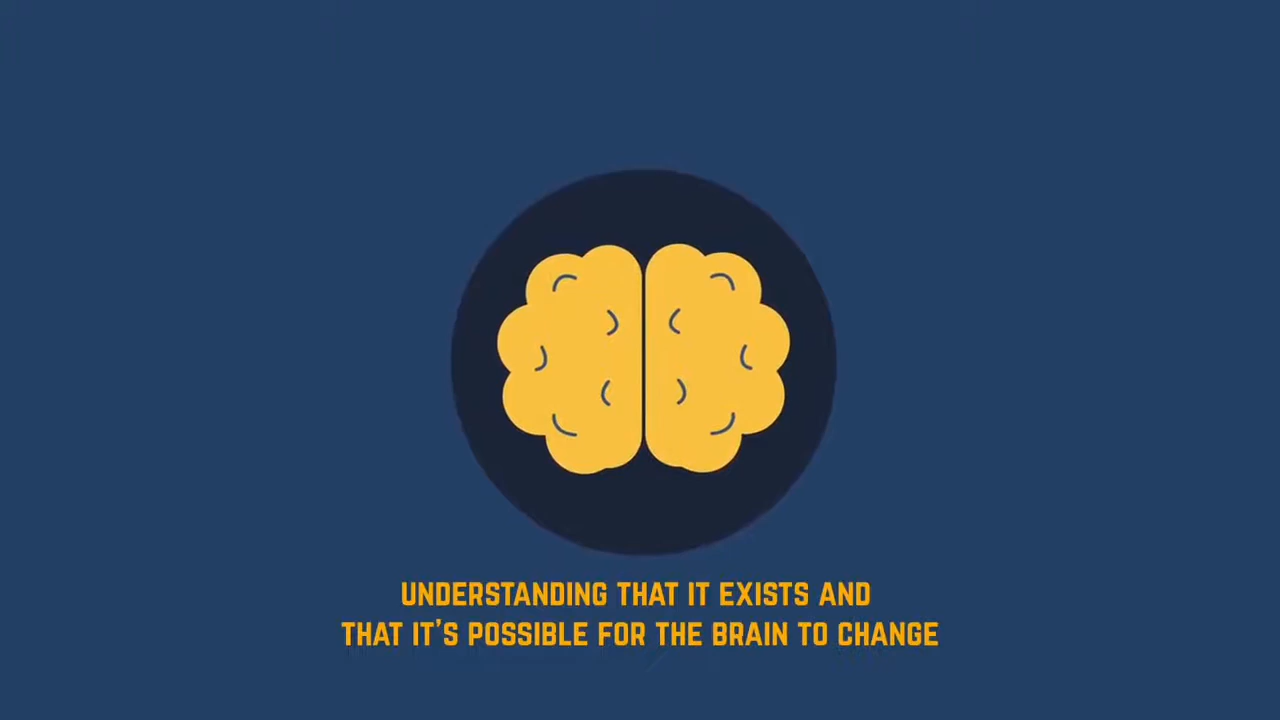 UNDERSTANDING THAT IT EXISTS AND
THAT IT'S POSSIBLE FOR THE BRAIN TO CHANGE